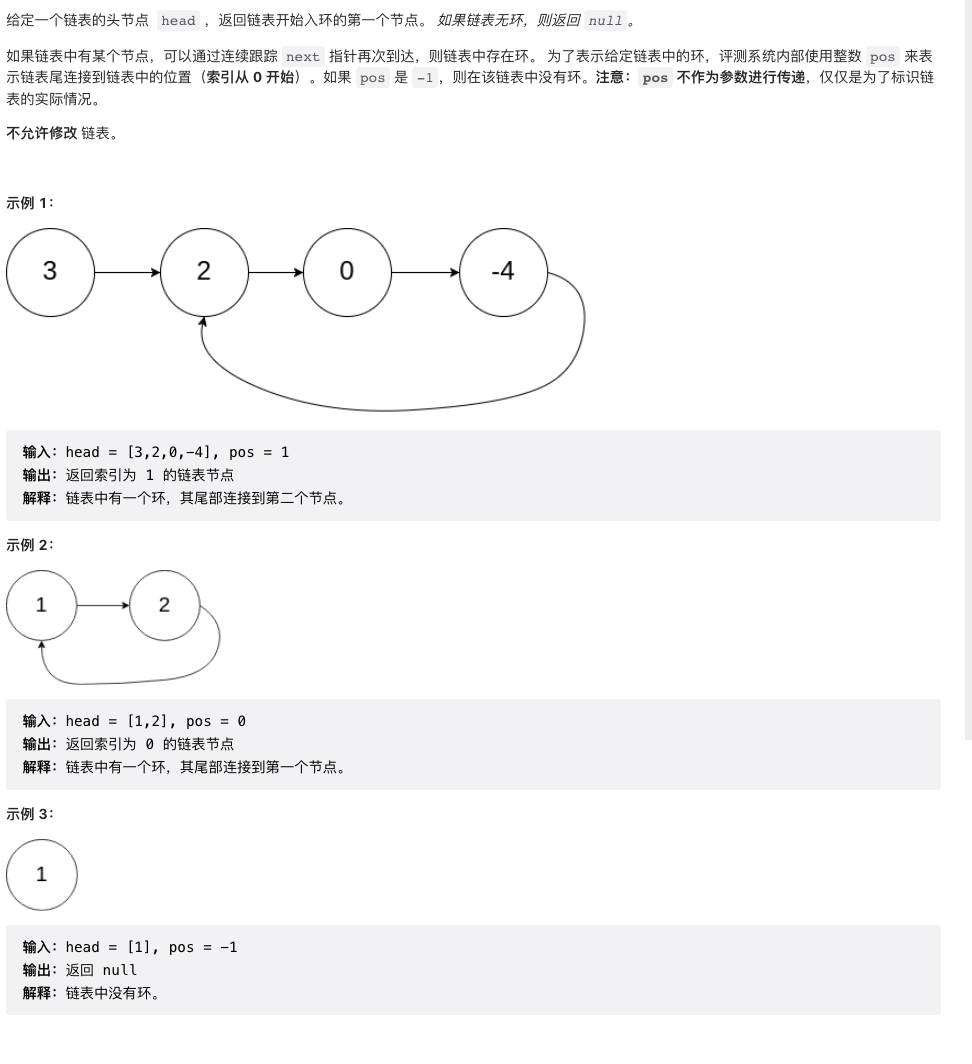 给定一个链表的头节点 head ，返回链表开始入环的第一个节点。 如果链表无环，则返回 null。
如果链表中有某个节点，可以通过连续跟踪 next 指针再次到达，则链表中存在环。 为了表示给定链表中的环，评测系统内部使用整数 pos 来表
示链表尾连接到链表中的位置（索引从 0 开始）。如果 pos 是 -1，则在该链表中没有环。注意：pos 不作为参数进行传递，仅仅是为了标识链
表的实际情况。
不允许修改 链表。
示例 1：
3 2 0 -4
输入：head = [3,2,0,-4], pos = 1
输出：返回索引为 1 的链表节点
解释：链表中有一个环，其尾部连接到第二个节点。
示例 2：
1 2
输入：head = [1,2], pos = 0
输出：返回索引为 0 的链表节点
解释：链表中有一个环，其尾部连接到第一个节点。
示例 3：
1
输入：head = [1], pos = -1
输出：返回 null
解释：链表中没有环。